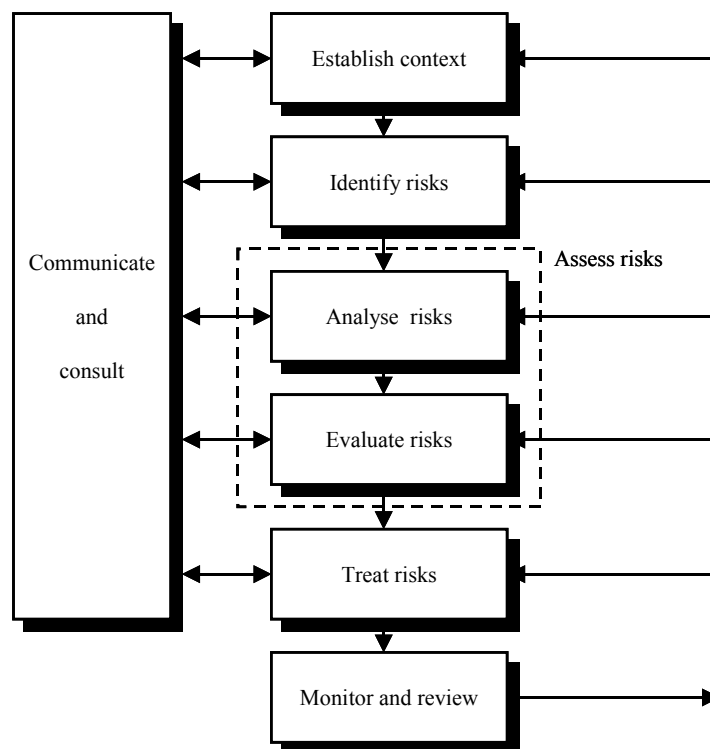 Establish context
Identify risks
Assess risks
Communicate
and
consult
Analyse risks
Evaluate risks
Treat risks
Monitor and review